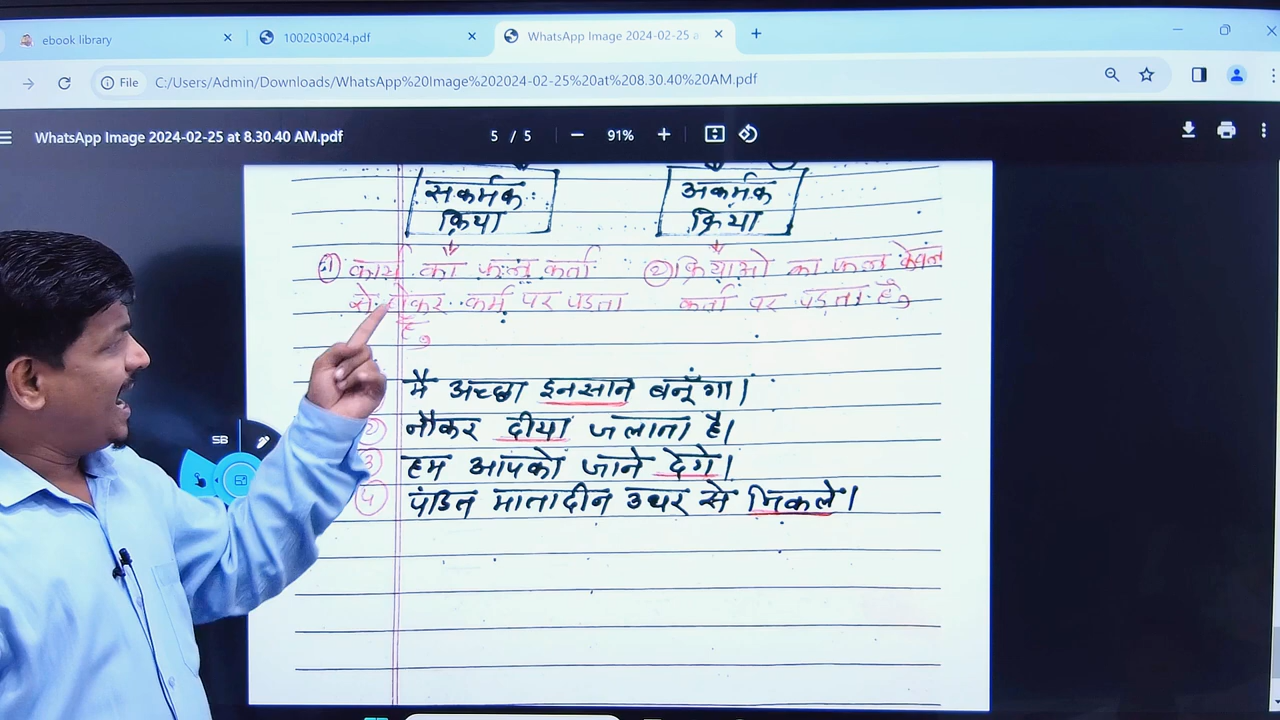 ebook library
1002030024.pdf
WhatsApp Image 2024-02-25 a
File
C:/Users/Admin/Downloads/WhatsApp%20Image%202024-02-25%20at%208.30.40%20AM.pdf
WhatsApp Image 2024-02-25 at 8.30.40 AM.pdf
5 / 5
91%
सकर्मक
क्रिया
अकर्मक
क्रिया
① कार्य का फल कर्ता
से होकर कर्म पर पडता
है。
② क्रियाओ का फल केवल
कर्ता पर पड़ता है。
मै अच्छा इनसान बनूँगा।
② नौकर दीया जलाता है।
③ हम आपको जाने देगे।
④ पंडित मातादीन उधर से निकले।
SB